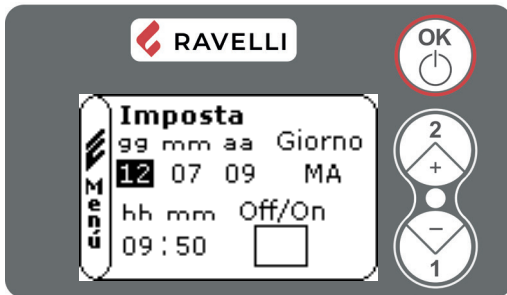 RAVELLI
OK
Imposta
gg mm aa Giorno
12 07 09 MA
hh mm Off/On
09:50
Menú
2
+
−
1